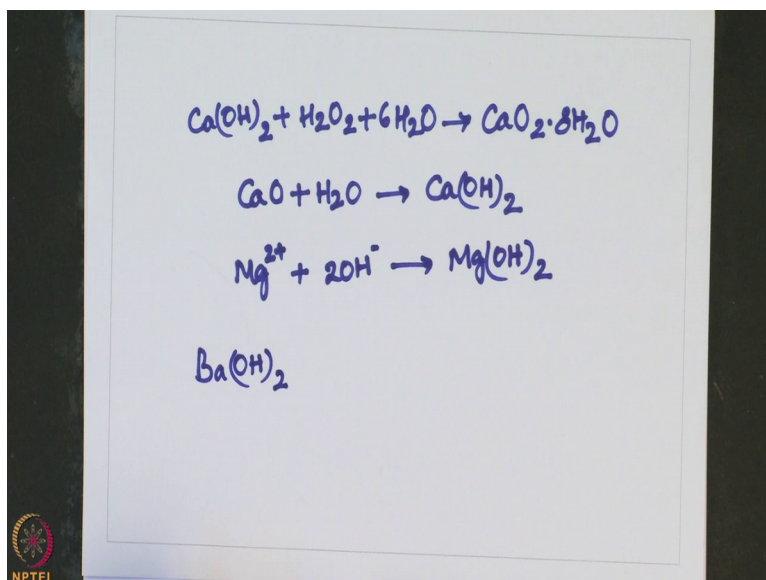 Ca(OH)₂ + H₂O₂ + 6H₂O → CaO₂·8H₂O
CaO + H₂O → Ca(OH)₂
Mg²⁺ + 2OH⁻ → Mg(OH)₂
Ba(OH)₂
NPTEL